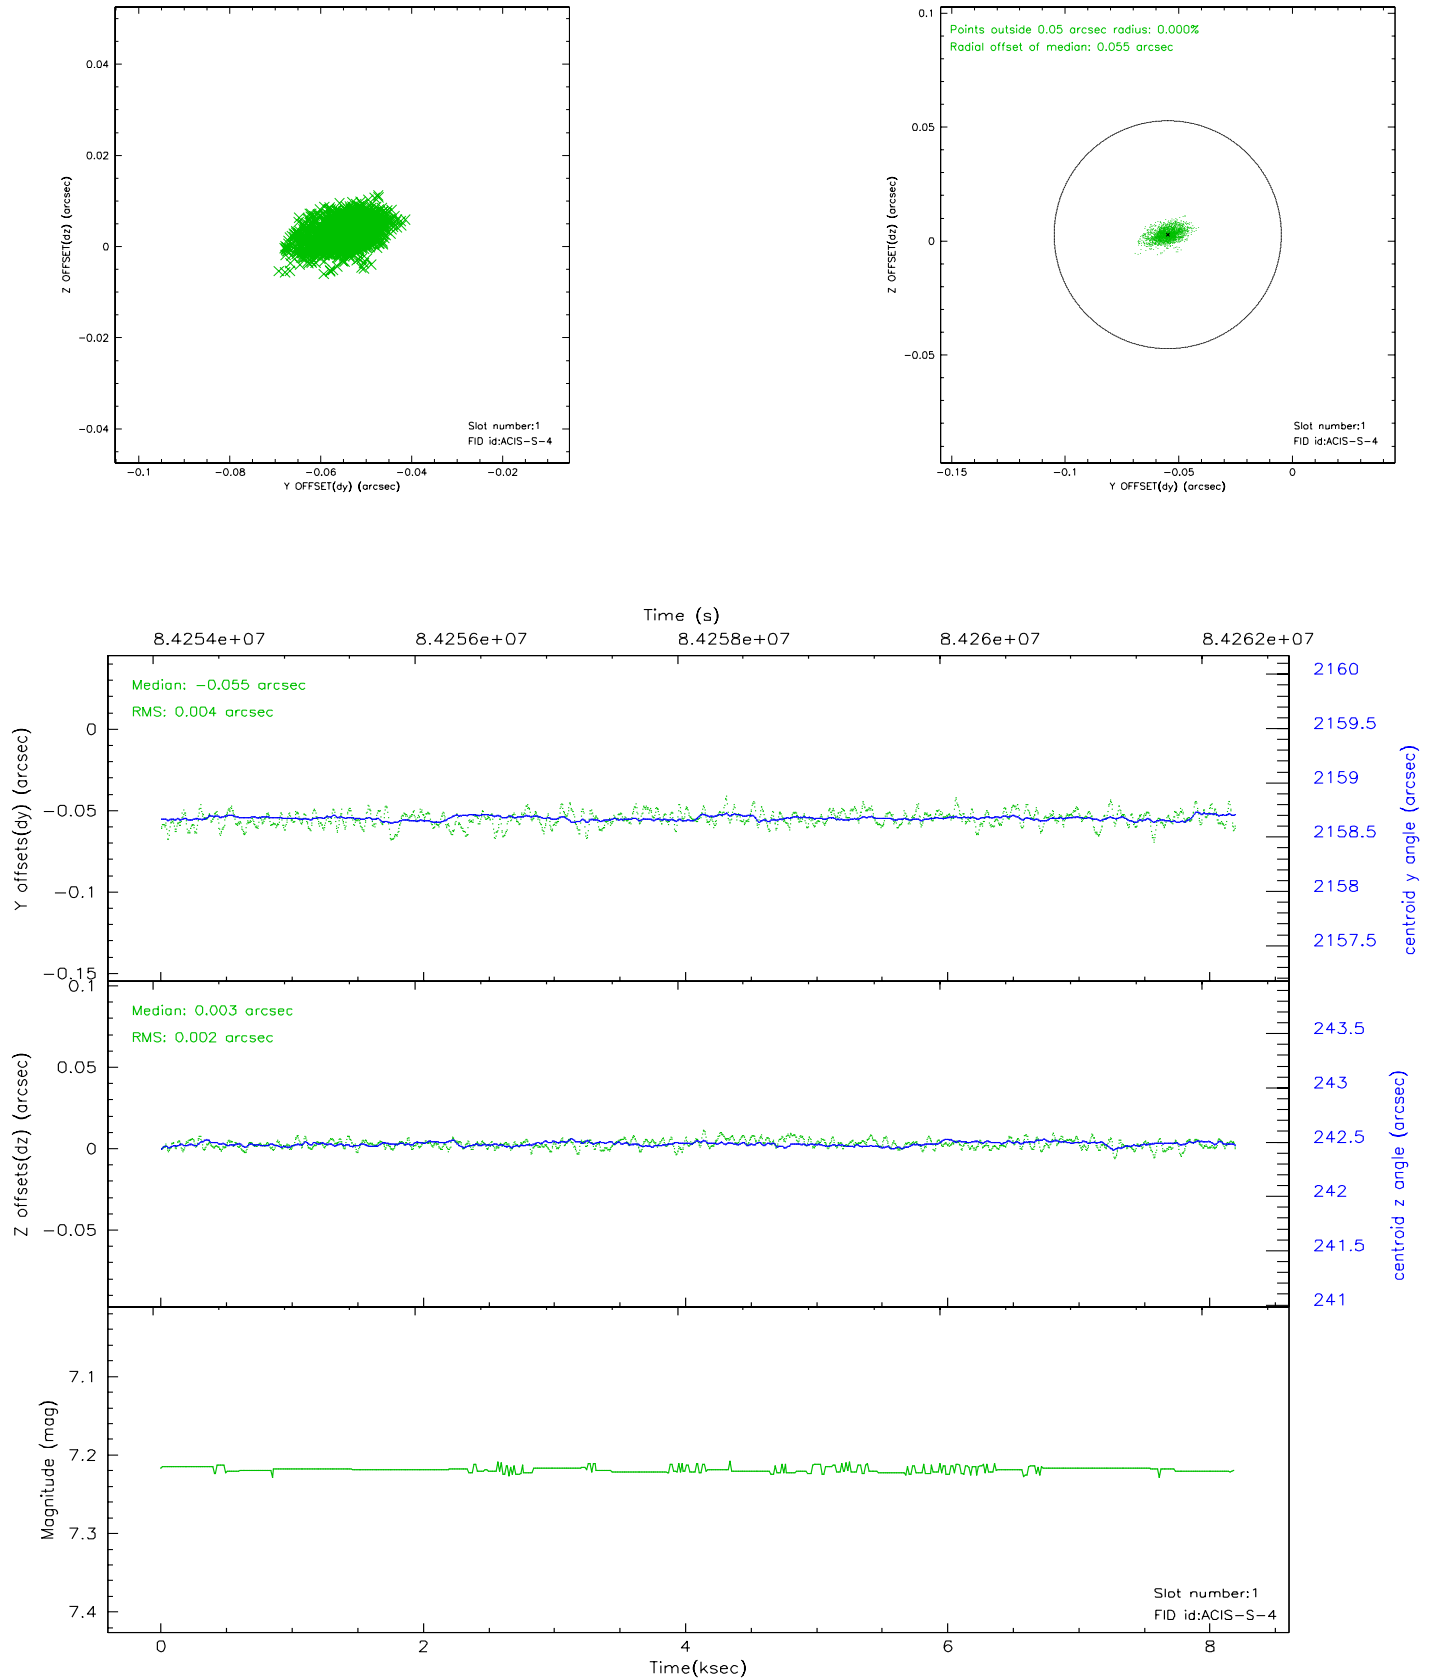 0.04
0.02
0
−0.02
−0.04
Z OFFSET(dz) (arcsec)
Slot number:1
FID id:ACIS−S−4
−0.1
−0.08
−0.06
−0.04
−0.02
Y OFFSET(dy) (arcsec)
Points outside 0.05 arcsec radius: 0.000%
Radial offset of median: 0.055 arcsec
0.1
0.05
0
−0.05
Z OFFSET(dz) (arcsec)
Slot number:1
FID id:ACIS−S−4
−0.15
−0.1
−0.05
0
Y OFFSET(dy) (arcsec)
Time (s)
8.4254e+07
8.4256e+07
8.4258e+07
8.426e+07
8.4262e+07
Median: −0.055 arcsec
RMS: 0.004 arcsec
0
−0.05
−0.1
−0.15
Y offsets(dy) (arcsec)
2160
2159.5
2159
2158.5
2158
2157.5
centroid y angle (arcsec)
Median: 0.003 arcsec
RMS: 0.002 arcsec
0.1
0.05
0
−0.05
Z offsets(dz) (arcsec)
243.5
243
242.5
242
241.5
241
centroid z angle (arcsec)
7.1
7.2
7.3
7.4
Magnitude (mag)
Slot number:1
FID id:ACIS−S−4
0
2
4
6
8
Time(ksec)